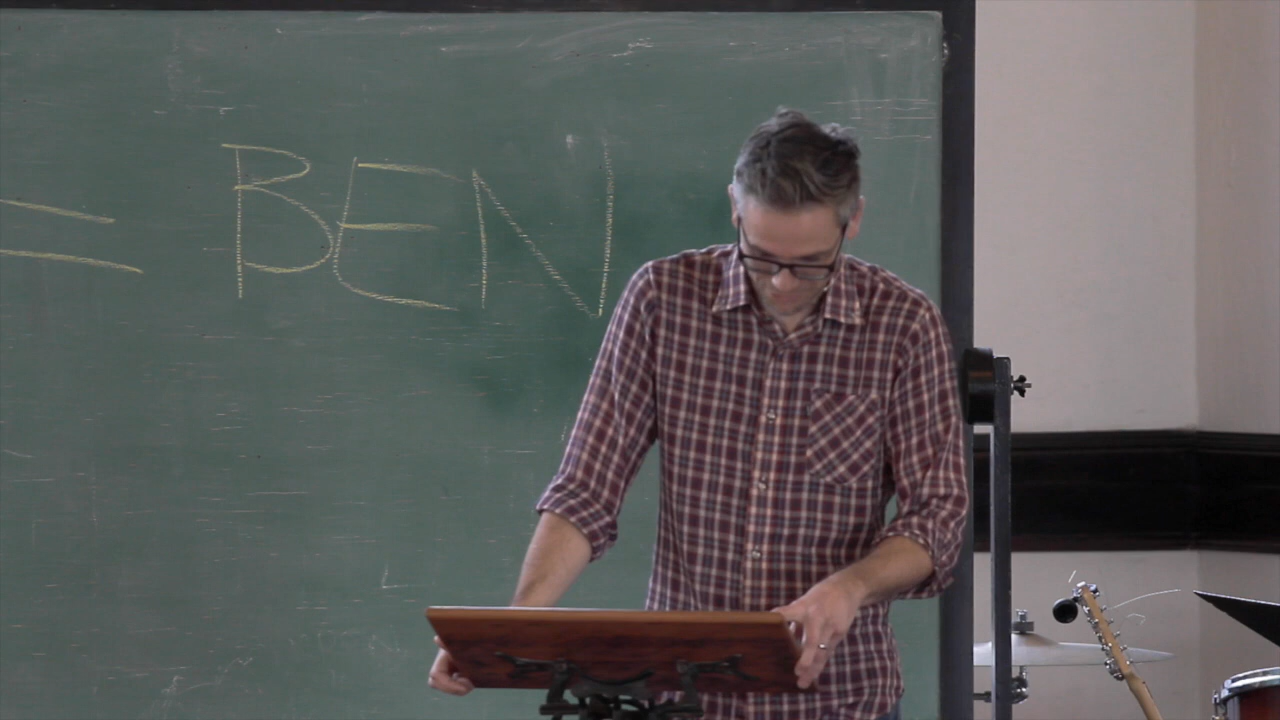 = BEN